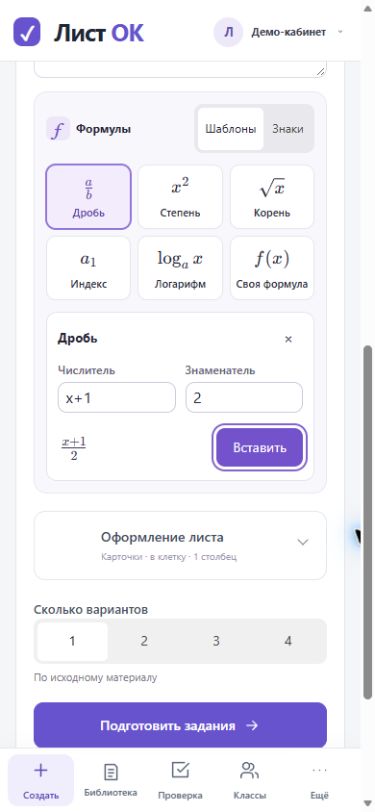 Лист ОК
Л Демо-кабинет
f Формулы
Шаблоны Знаки
a/b x² √x
Дробь Степень Корень
a₁ logₐ x f(x)
Индекс Логарифм Своя формула
Дробь ×
Числитель Знаменатель
x+1 2
(x+1)/2 Вставить
Оформление листа
Карточки · в клетку · 1 столбец
Сколько вариантов
1 2 3 4
По исходному материалу
Подготовить задания →
Создать Библиотека Проверка Классы Ещё